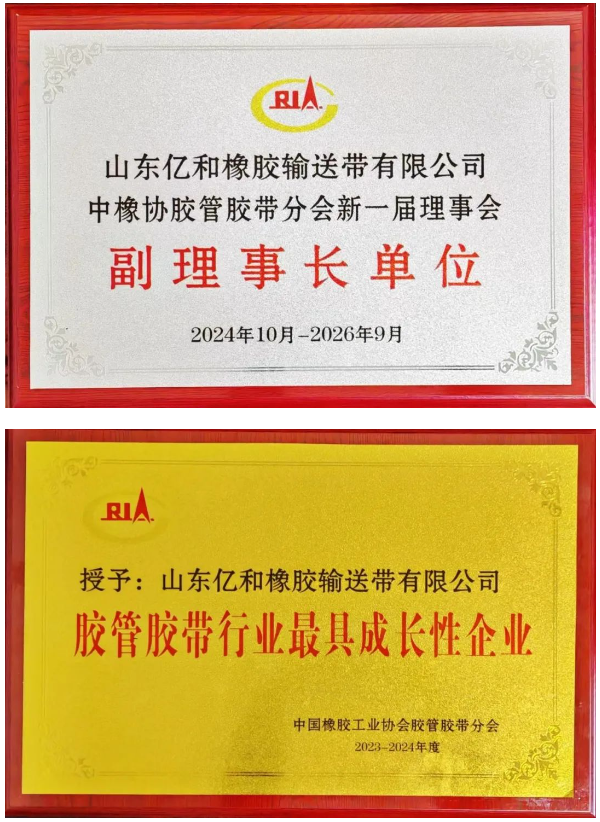 CRIA
山东亿和橡胶输送带有限公司
中橡协胶管胶带分会新一届理事会
副理事长单位
2024年10月-2026年9月
CRIA
授予：山东亿和橡胶输送带有限公司
胶管胶带行业最具成长性企业
中国橡胶工业协会胶管胶带分会
2023-2024年度